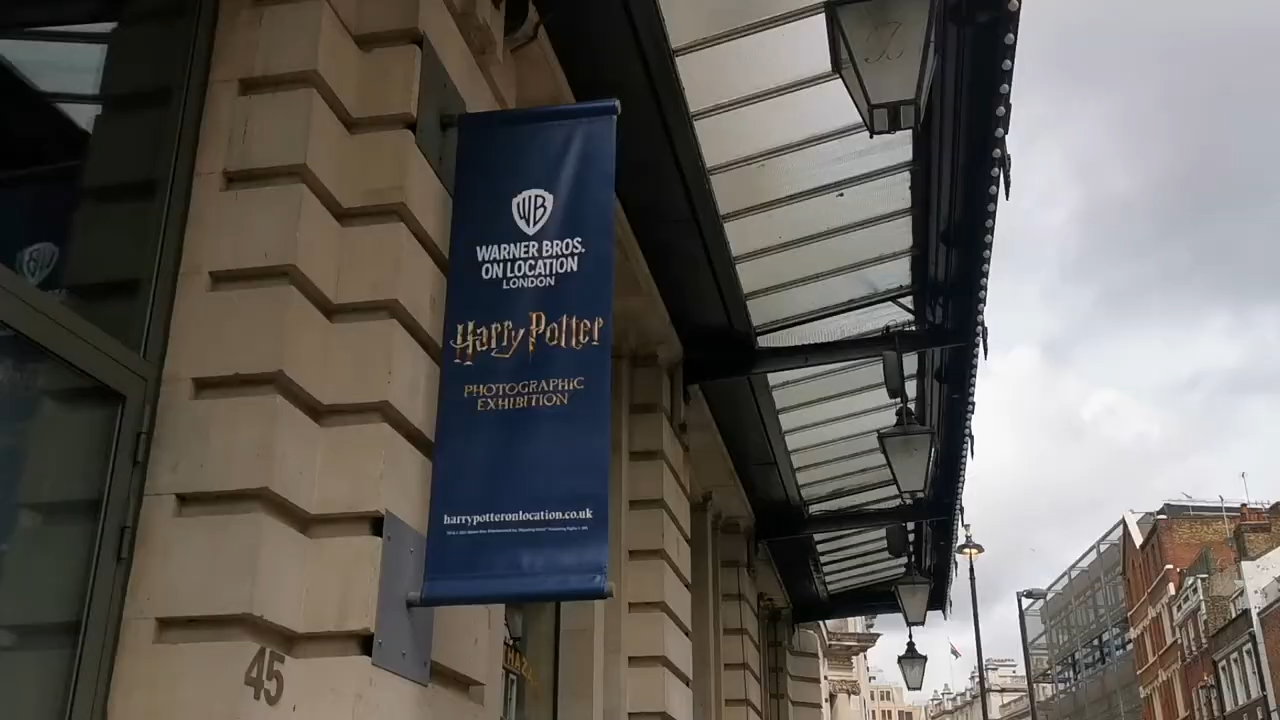 WB
WARNER BROS.
ON LOCATION
LONDON
Harry Potter
PHOTOGRAPHIC
EXHIBITION
harrypotteronlocation.co.uk
45